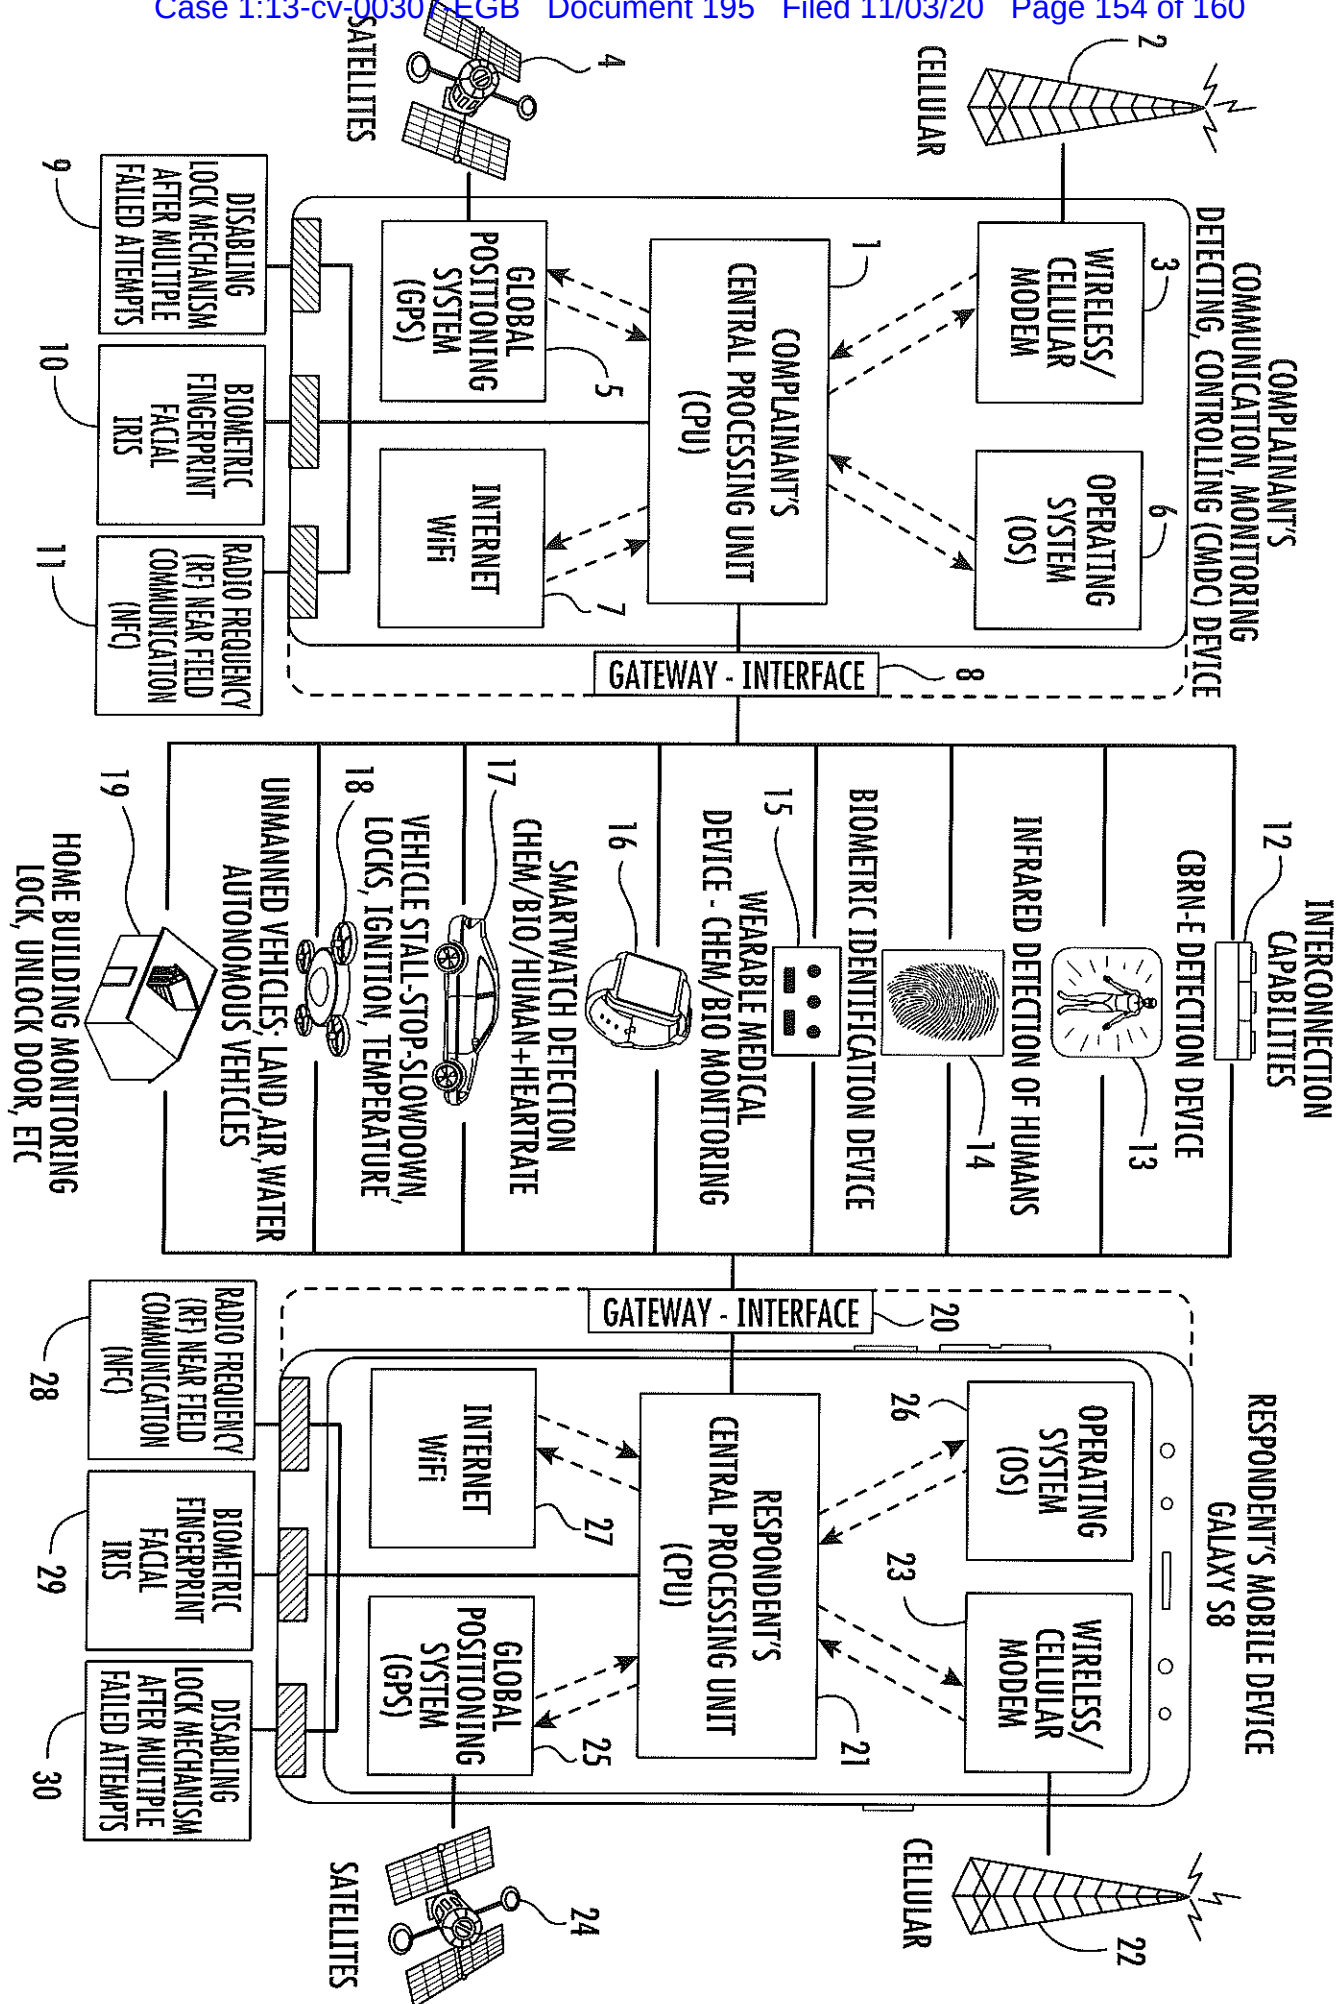 Case 1:13-cv-00307-EGB Document 195 Filed 11/03/20 Page 154 of 160
COMPLAINANT'S
COMMUNICATION, MONITORING
DETECTING, CONTROLLING (CMDC) DEVICE
2
CELLULAR
3
WIRELESS/
CELLULAR
MODEM
6
OPERATING
SYSTEM
(OS)
1
COMPLAINANT'S
CENTRAL PROCESSING UNIT
(CPU)
8
GATEWAY - INTERFACE
4
SATELLITES
5
GLOBAL
POSITIONING
SYSTEM
(GPS)
7
INTERNET
WiFi
DISABLING
LOCK MECHANISM
AFTER MULTIPLE
FAILED ATTEMPTS
9
BIOMETRIC
FINGERPRINT
FACIAL
IRIS
10
RADIO FREQUENCY
(RF) NEAR FIELD
COMMUNICATION
(NFC)
11
INTERCONNECTION
CAPABILITIES
12
CBRN-E DETECTION DEVICE
13
INFRARED DETECTION OF HUMANS
14
BIOMETRIC IDENTIFICATION DEVICE
15
WEARABLE MEDICAL
DEVICE - CHEM/BIO MONITORING
16
SMARTWATCH DETECTION
CHEM/BIO/HUMAN+HEARTRATE
17
VEHICLE STALL-STOP-SLOWDOWN,
LOCKS, IGNITION, TEMPERATURE,
18
UNMANNED VEHICLES; LAND,AIR,WATER
AUTONOMOUS VEHICLES
19
HOME BUILDING MONITORING
LOCK, UNLOCK DOOR, ETC
RESPONDENT'S MOBILE DEVICE
GALAXY S8
26
OPERATING
SYSTEM
(OS)
23
WIRELESS/
CELLULAR
MODEM
22
CELLULAR
20
GATEWAY - INTERFACE
RESPONDENT'S
CENTRAL PROCESSING UNIT
(CPU)
21
INTERNET
WiFi
27
GLOBAL
POSITIONING
SYSTEM
(GPS)
25
24
SATELLITES
RADIO FREQUENCY
(RF) NEAR FIELD
COMMUNICATION
(NFC)
28
BIOMETRIC
FINGERPRINT
FACIAL
IRIS
29
DISABLING
LOCK MECHANISM
AFTER MULTIPLE
FAILED ATTEMPTS
30